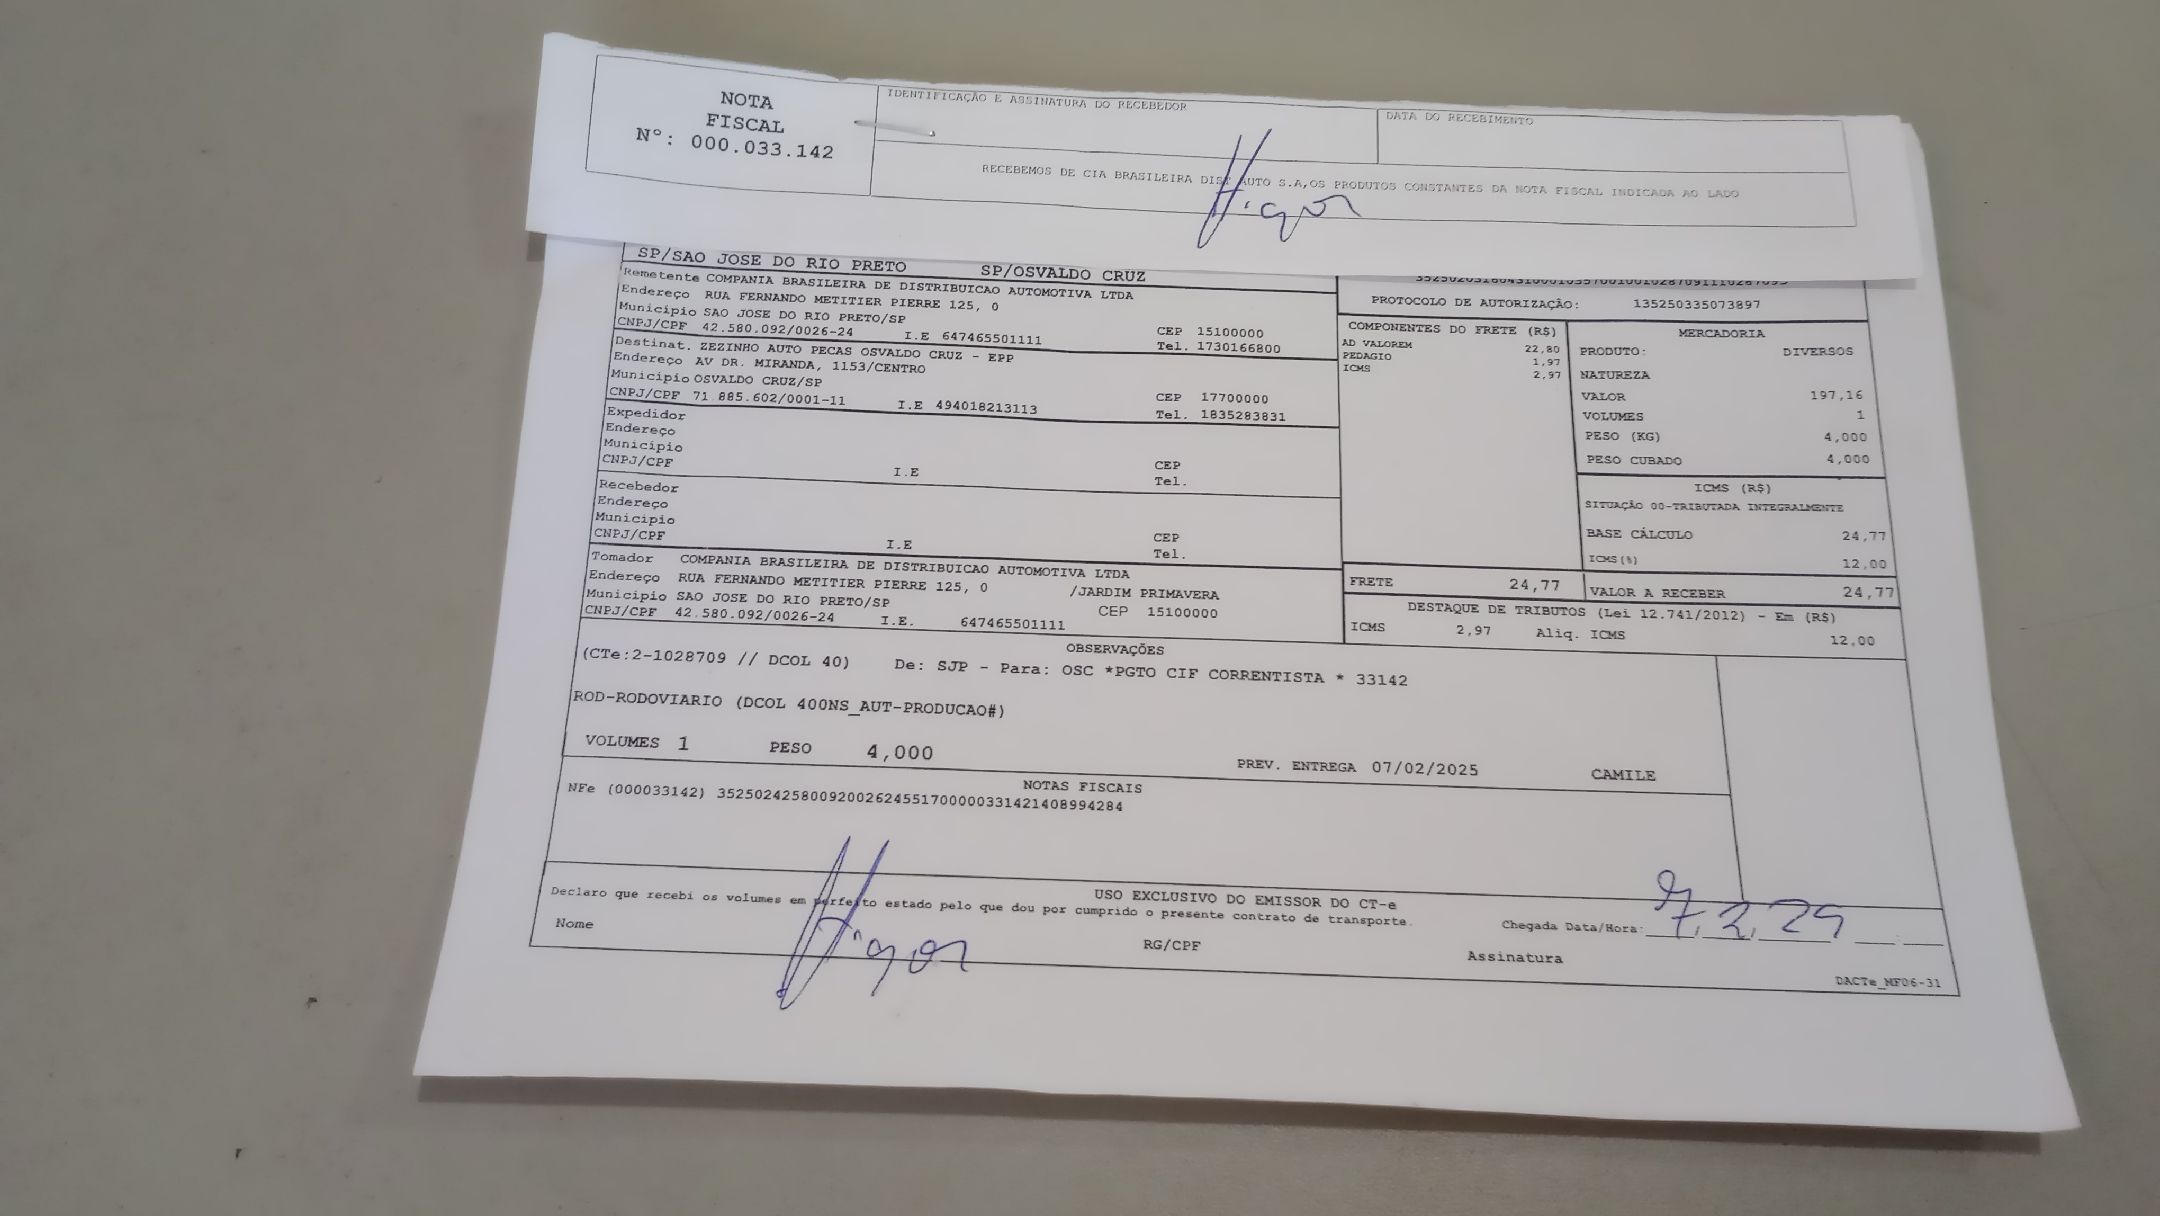 NOTA
FISCAL
Nº: 000.033.142
IDENTIFICAÇÃO E ASSINATURA DO RECEBEDOR
DATA DO RECEBIMENTO
RECEBEMOS DE CIA BRASILEIRA DIST AUTO S.A,OS PRODUTOS CONSTANTES DA NOTA FISCAL INDICADA AO LADO
Higor
SP/SAO JOSE DO RIO PRETO SP/OSVALDO CRUZ
Remetente COMPANIA BRASILEIRA DE DISTRIBUICAO AUTOMOTIVA LTDA
Endereço RUA FERNANDO METITIER PIERRE 125, 0
Municipio SAO JOSE DO RIO PRETO/SP
CNPJ/CPF 42.580.092/0026-24 I.E 647465501111
CEP 15100000
Tel. 1730166800
Destinat. ZEZINHO AUTO PECAS OSVALDO CRUZ - EPP
Endereço AV DR. MIRANDA, 1153/CENTRO
Municipio OSVALDO CRUZ/SP
CNPJ/CPF 71.885.602/0001-11 I.E 494018213113
CEP 17700000
Tel. 1835283831
Expedidor
Endereço
Municipio
CNPJ/CPF I.E
CEP
Tel.
Recebedor
Endereço
Municipio
CNPJ/CPF I.E
CEP
Tel.
Tomador COMPANIA BRASILEIRA DE DISTRIBUICAO AUTOMOTIVA LTDA
Endereço RUA FERNANDO METITIER PIERRE 125, 0 /JARDIM PRIMAVERA
Municipio SAO JOSE DO RIO PRETO/SP CEP 15100000
CNPJ/CPF 42.580.092/0026-24 I.E. 647465501111
PROTOCOLO DE AUTORIZAÇÃO: 135250335073897
COMPONENTES DO FRETE (R$)
AD VALOREM 22,80
PEDAGIO 1,97
ICMS 2,97
MERCADORIA
PRODUTO: DIVERSOS
NATUREZA
VALOR 197,16
VOLUMES 1
PESO (KG) 4,000
PESO CUBADO 4,000
ICMS (R$)
SITUAÇÃO 00-TRIBUTADA INTEGRALMENTE
BASE CÁLCULO 24,77
ICMS(%) 12,00
FRETE 24,77 VALOR A RECEBER 24,77
DESTAQUE DE TRIBUTOS (Lei 12.741/2012) - Em (R$)
ICMS 2,97 Aliq. ICMS 12,00
OBSERVAÇÕES
(CTe:2-1028709 // DCOL 40) De: SJP - Para: OSC *PGTO CIF CORRENTISTA * 33142
ROD-RODOVIARIO (DCOL 400NS_AUT-PRODUCAO#)
VOLUMES 1 PESO 4,000 PREV. ENTREGA 07/02/2025 CAMILE
NOTAS FISCAIS
NFe (000033142) 35250242580092002624551700000331421408994284
USO EXCLUSIVO DO EMISSOR DO CT-e
Declaro que recebi os volumes em perfeito estado pelo que dou por cumprido o presente contrato de transporte.
Nome Higor RG/CPF Assinatura
Chegada Data/Hora: 7, 2, 25
DACTe_MF06-31